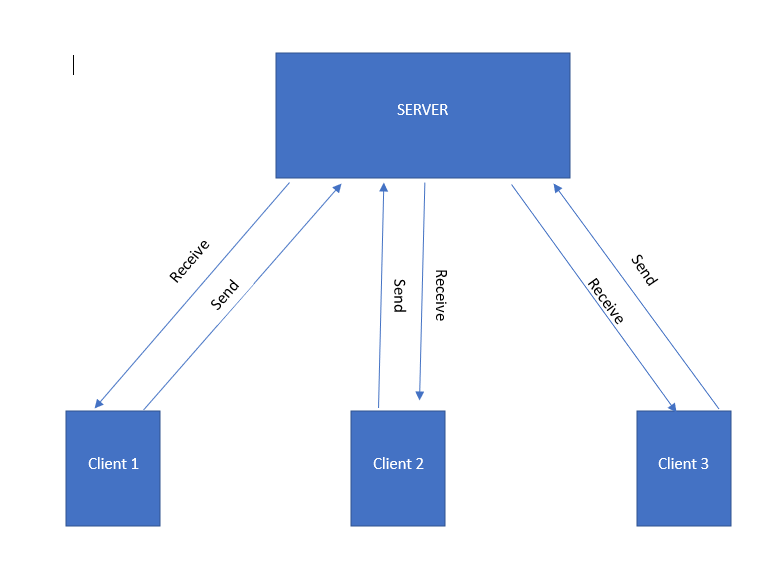 SERVER
Receive
Send
Send
Receive
Receive
Send
Client 1
Client 2
Client 3